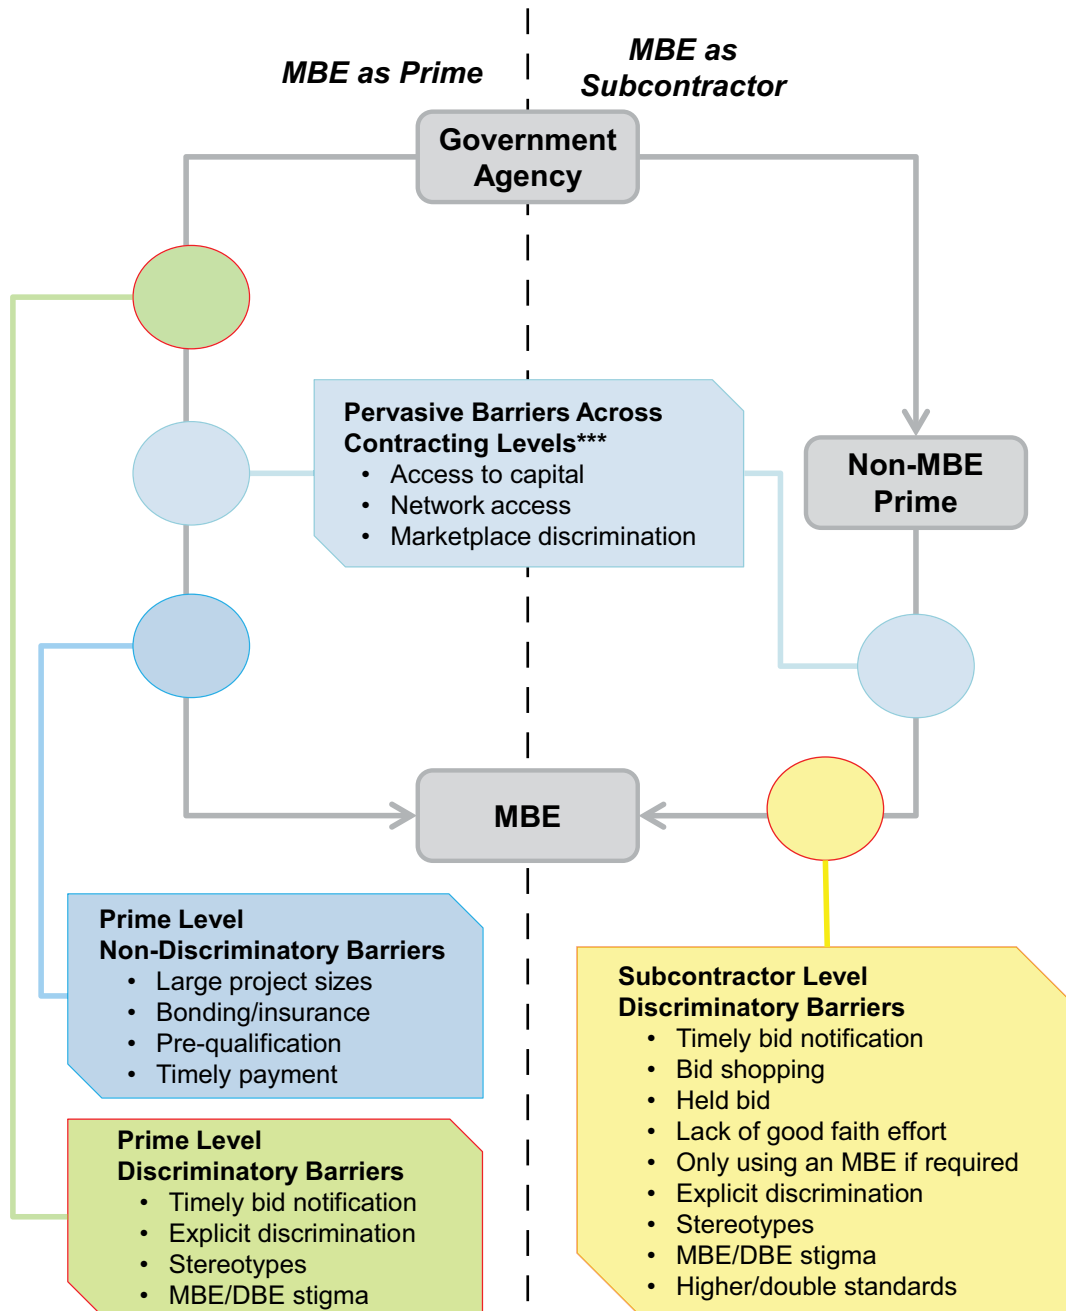 MBE as Prime
MBE as
Subcontractor
Government
Agency
Pervasive Barriers Across
Contracting Levels***
• Access to capital
• Network access
• Marketplace discrimination
Non-MBE
Prime
MBE
Prime Level
Non-Discriminatory Barriers
• Large project sizes
• Bonding/insurance
• Pre-qualification
• Timely payment
Prime Level
Discriminatory Barriers
• Timely bid notification
• Explicit discrimination
• Stereotypes
• MBE/DBE stigma
Subcontractor Level
Discriminatory Barriers
• Timely bid notification
• Bid shopping
• Held bid
• Lack of good faith effort
• Only using an MBE if required
• Explicit discrimination
• Stereotypes
• MBE/DBE stigma
• Higher/double standards